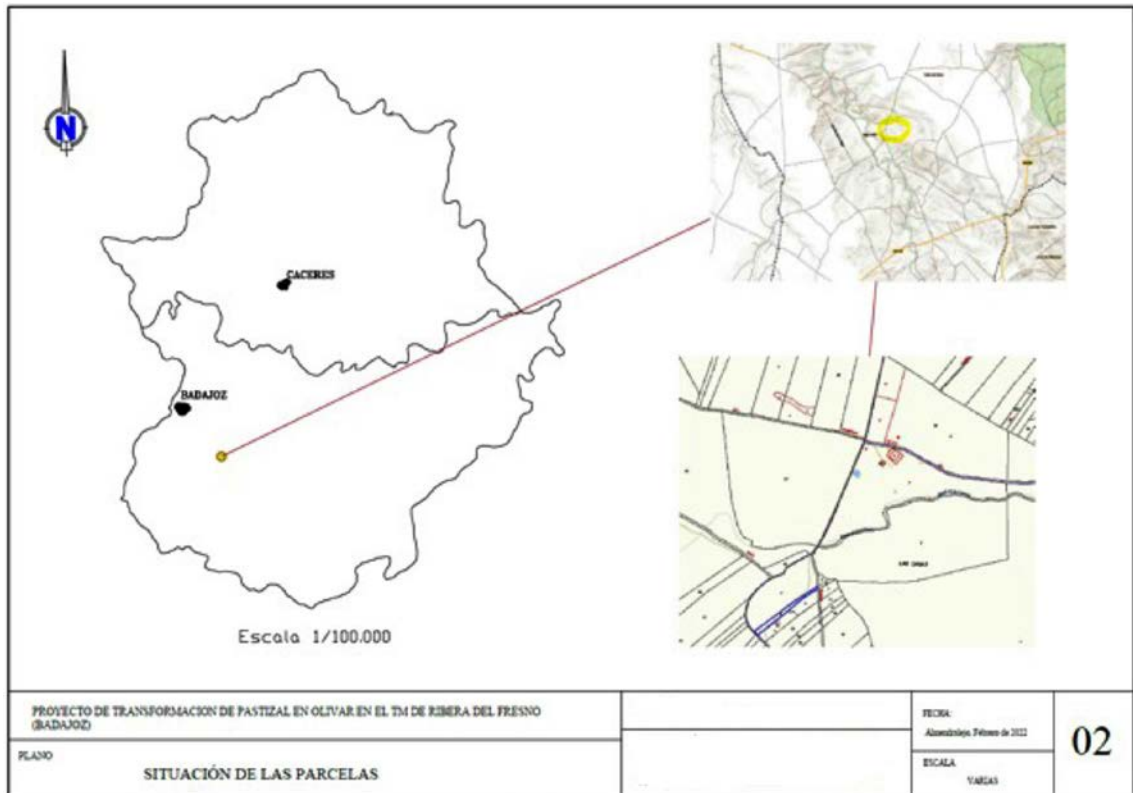 N
CACERES
BADAJOZ
Escala 1/100.000
PROYECTO DE TRANSFORMACION DE PASTIZAL EN OLIVAR EN EL TM DE RIBERA DEL FRESNO
(BADAJOZ)
PLANO
SITUACIÓN DE LAS PARCELAS
FECHA:
Almendralejo, Febrero de 2022
ESCALA
VARIAS
02